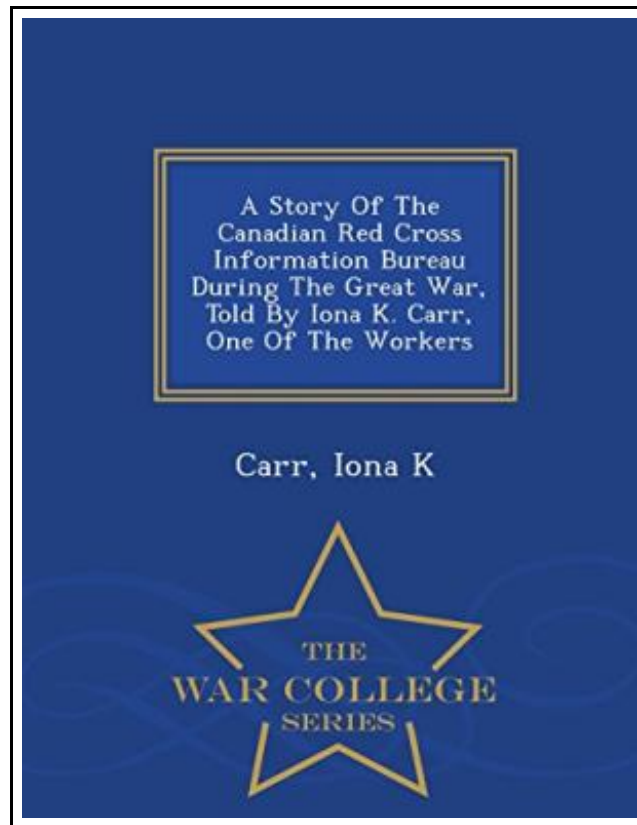 A Story Of The
Canadian Red Cross
Information Bureau
During The Great War,
Told By Iona K. Carr,
One Of The Workers
Carr, Iona K
THE
WAR COLLEGE
SERIES